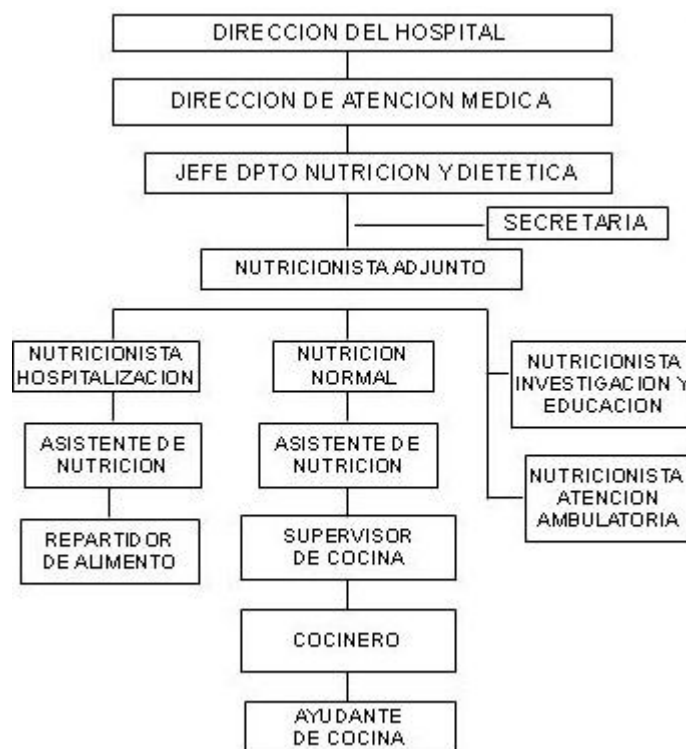 DIRECCION DEL HOSPITAL
DIRECCION DE ATENCION MEDICA
JEFE DPTO NUTRICION Y DIETETICA
SECRETARIA
NUTRICIONISTA ADJUNTO
NUTRICIONISTA
HOSPITALIZACION
NUTRICION
NORMAL
NUTRICIONISTA
INVESTIGACION Y
EDUCACION
ASISTENTE DE
NUTRICION
ASISTENTE DE
NUTRICION
NUTRICIONISTA
ATENCION
AMBULATORIA
REPARTIDOR
DE ALIMENTO
SUPERVISOR
DE COCINA
COCINERO
AYUDANTE
DE COCINA